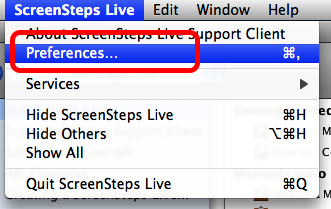 ScreenSteps Live Edit Window Help
About ScreenSteps Live Support Client
Preferences... ⌘,
Services
Hide ScreenSteps Live ⌘H
Hide Others ⌥⌘H
Show All
Quit ScreenSteps Live ⌘Q